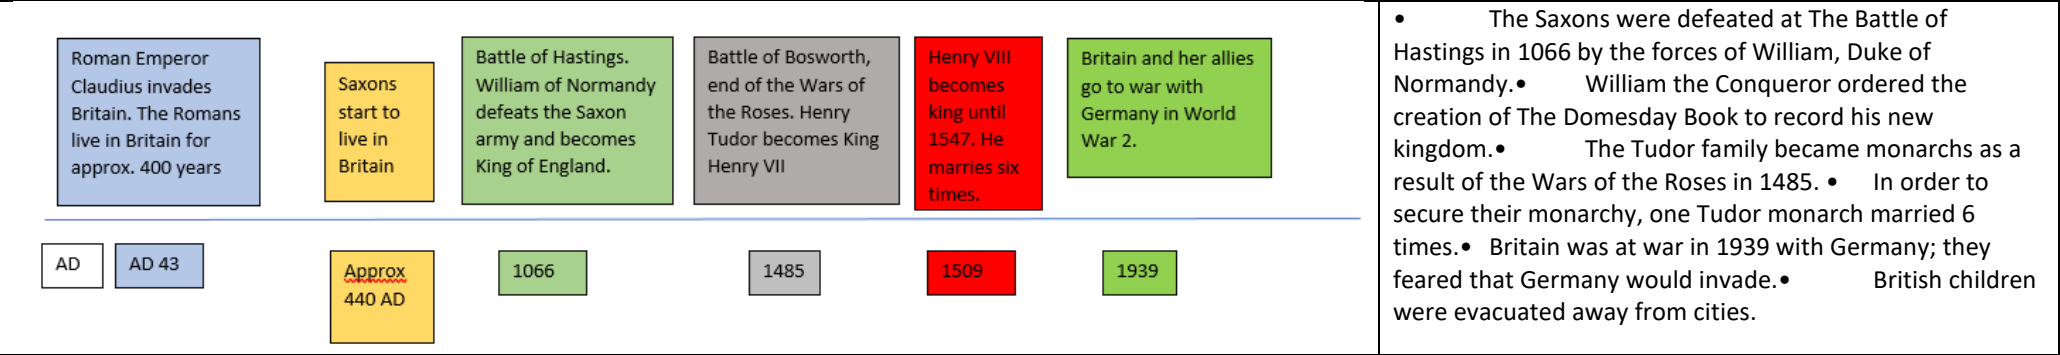 Roman Emperor
Claudius invades
Britain. The Romans
live in Britain for
approx. 400 years
Saxons
start to
live in
Britain
Battle of Hastings.
William of Normandy
defeats the Saxon
army and becomes
King of England.
Battle of Bosworth,
end of the Wars of
the Roses. Henry
Tudor becomes King
Henry VII
Henry VIII
becomes
king until
1547. He
marries six
times.
Britain and her allies
go to war with
Germany in World
War 2.
AD
AD 43
Approx
440 AD
1066
1485
1509
1939
• The Saxons were defeated at The Battle of
Hastings in 1066 by the forces of William, Duke of
Normandy.• William the Conqueror ordered the
creation of The Domesday Book to record his new
kingdom.• The Tudor family became monarchs as a
result of the Wars of the Roses in 1485. • In order to
secure their monarchy, one Tudor monarch married 6
times.• Britain was at war in 1939 with Germany; they
feared that Germany would invade.• British children
were evacuated away from cities.